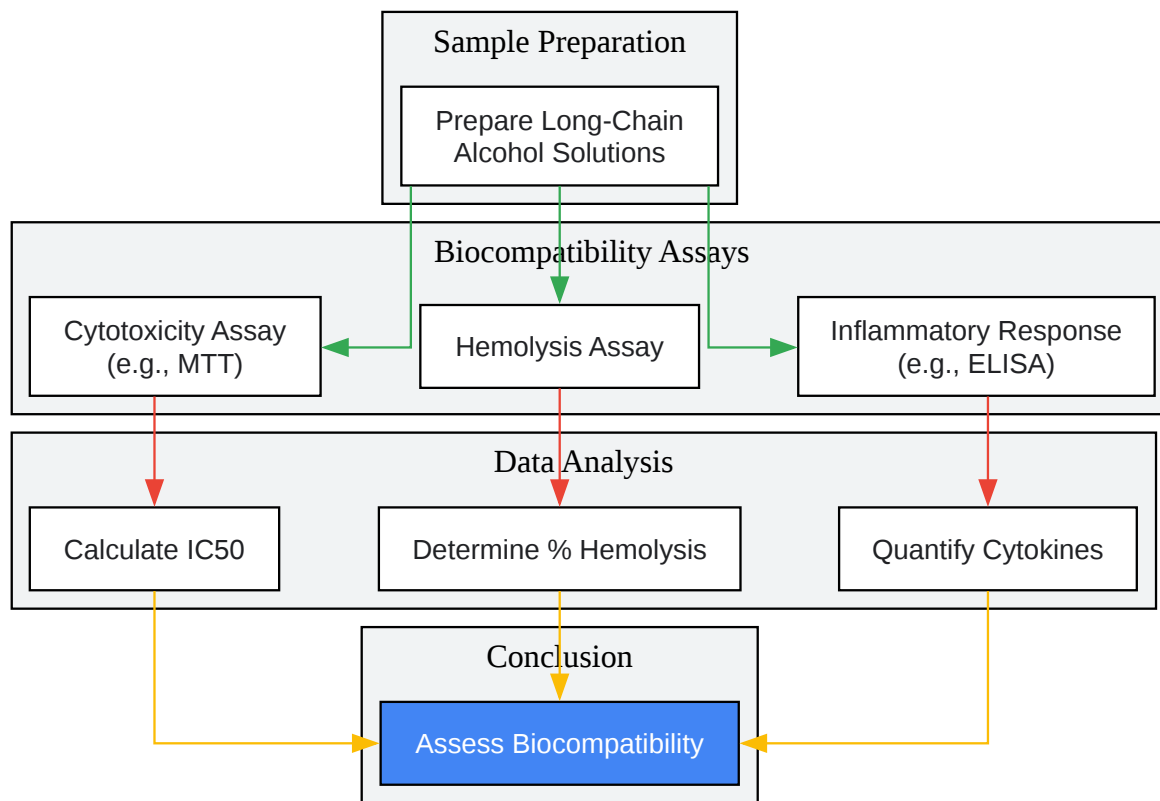 Sample Preparation
Prepare Long-Chain
Alcohol Solutions
Biocompatibility Assays
Cytotoxicity Assay
(e.g., MTT)
Hemolysis Assay
Inflammatory Response
(e.g., ELISA)
Data Analysis
Calculate IC50
Determine % Hemolysis
Quantify Cytokines
Conclusion
Assess Biocompatibility